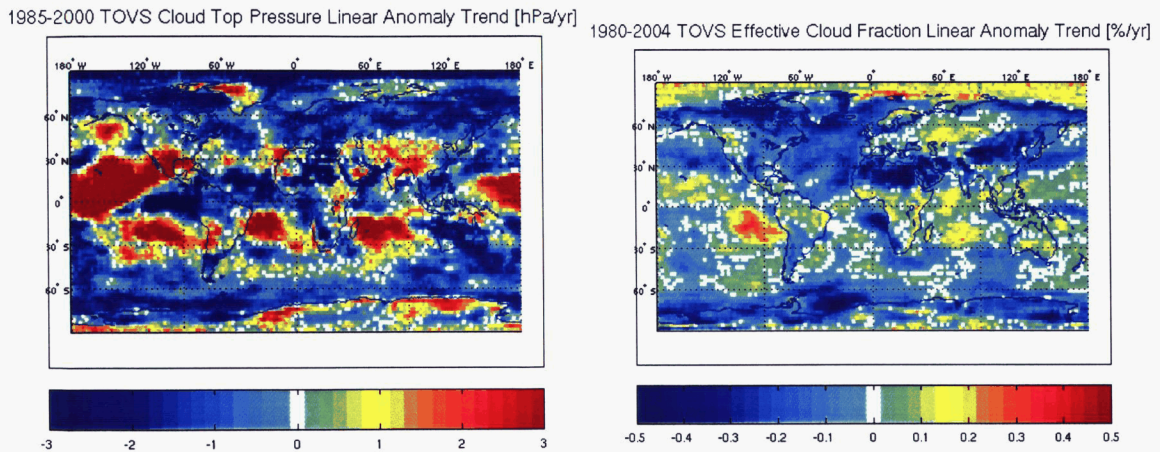 1985-2000 TOVS Cloud Top Pressure Linear Anomaly Trend [hPa/yr]
180° W 120° W 60° W 0° 60° E 120° E 180° E
60° N
30° N
0°
30° S
60° S
-3 -2 -1 0 1 2 3
1980-2004 TOVS Effective Cloud Fraction Linear Anomaly Trend [%/yr]
180° W 120° W 60° W 0° 60° E 120° E 180° E
60° N
30° N
0°
30° S
60° S
-0.5 -0.4 -0.3 -0.2 -0.1 0 0.1 0.2 0.3 0.4 0.5